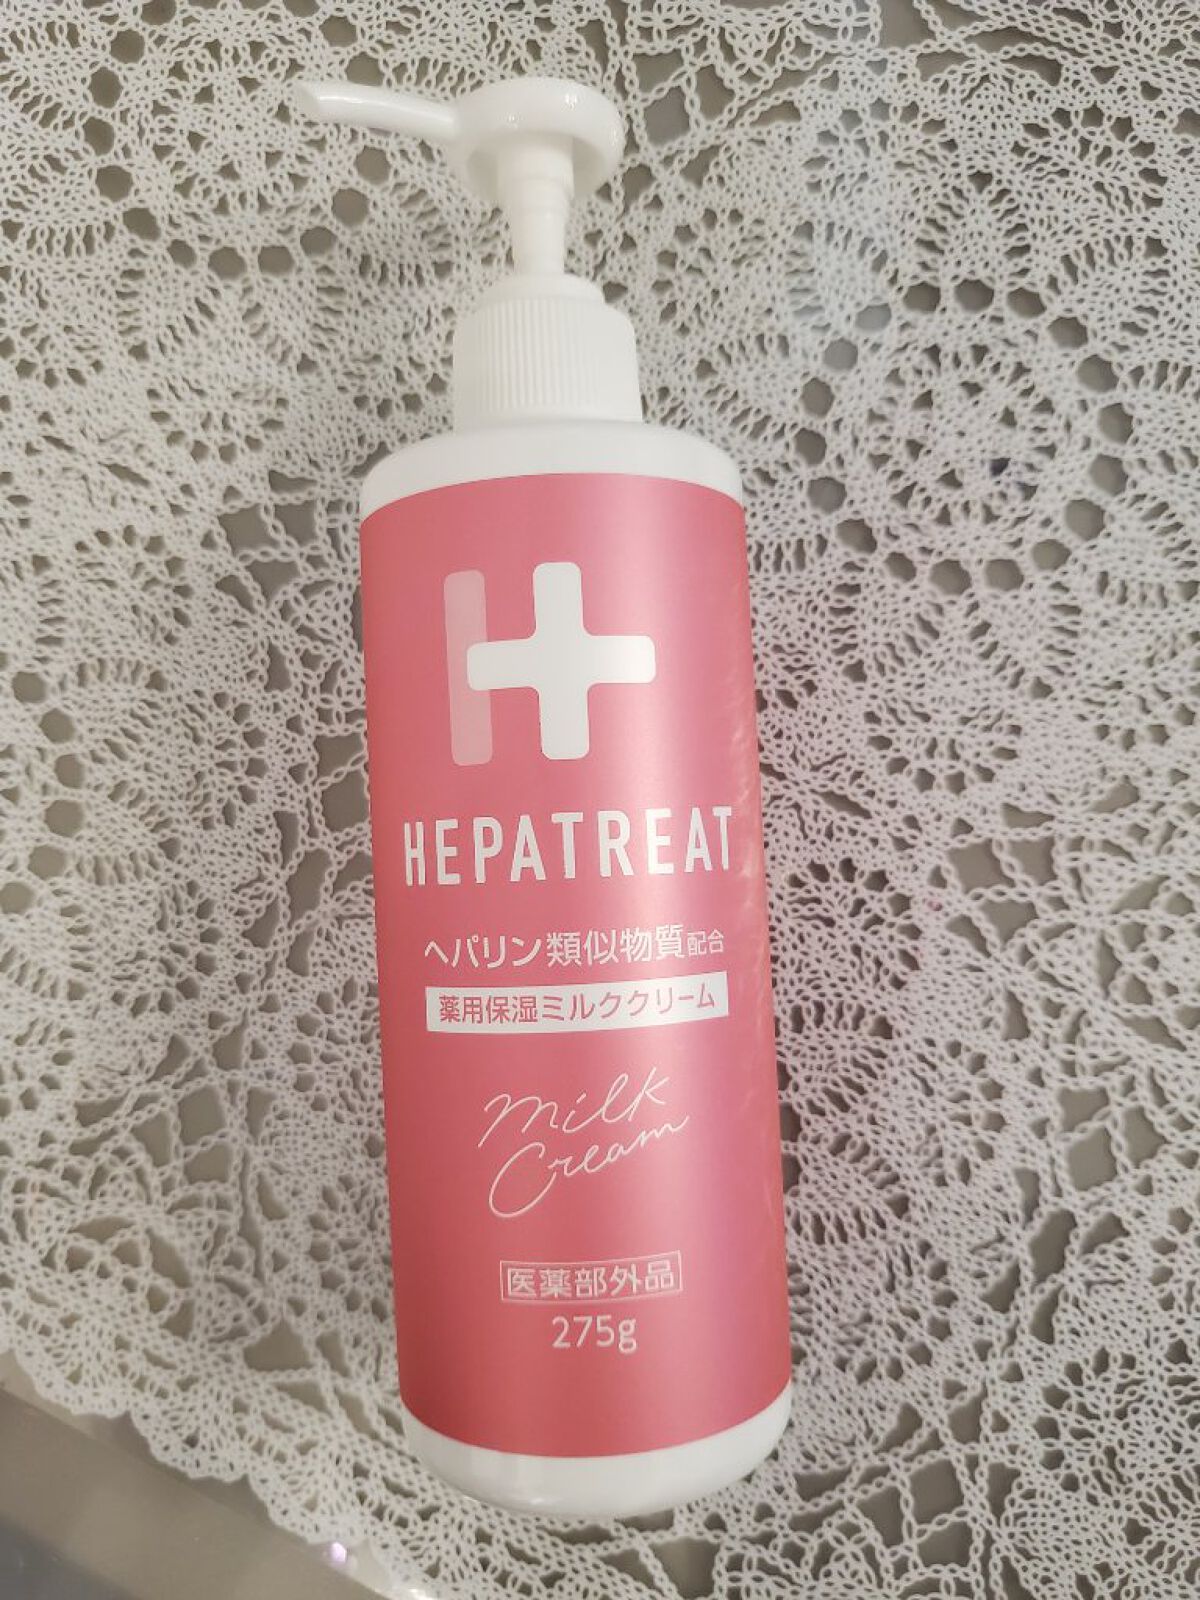 HEPATREAT
ヘパリン類似物質配合
薬用保湿ミルククリーム
Milk
Cream
医薬部外品
275g